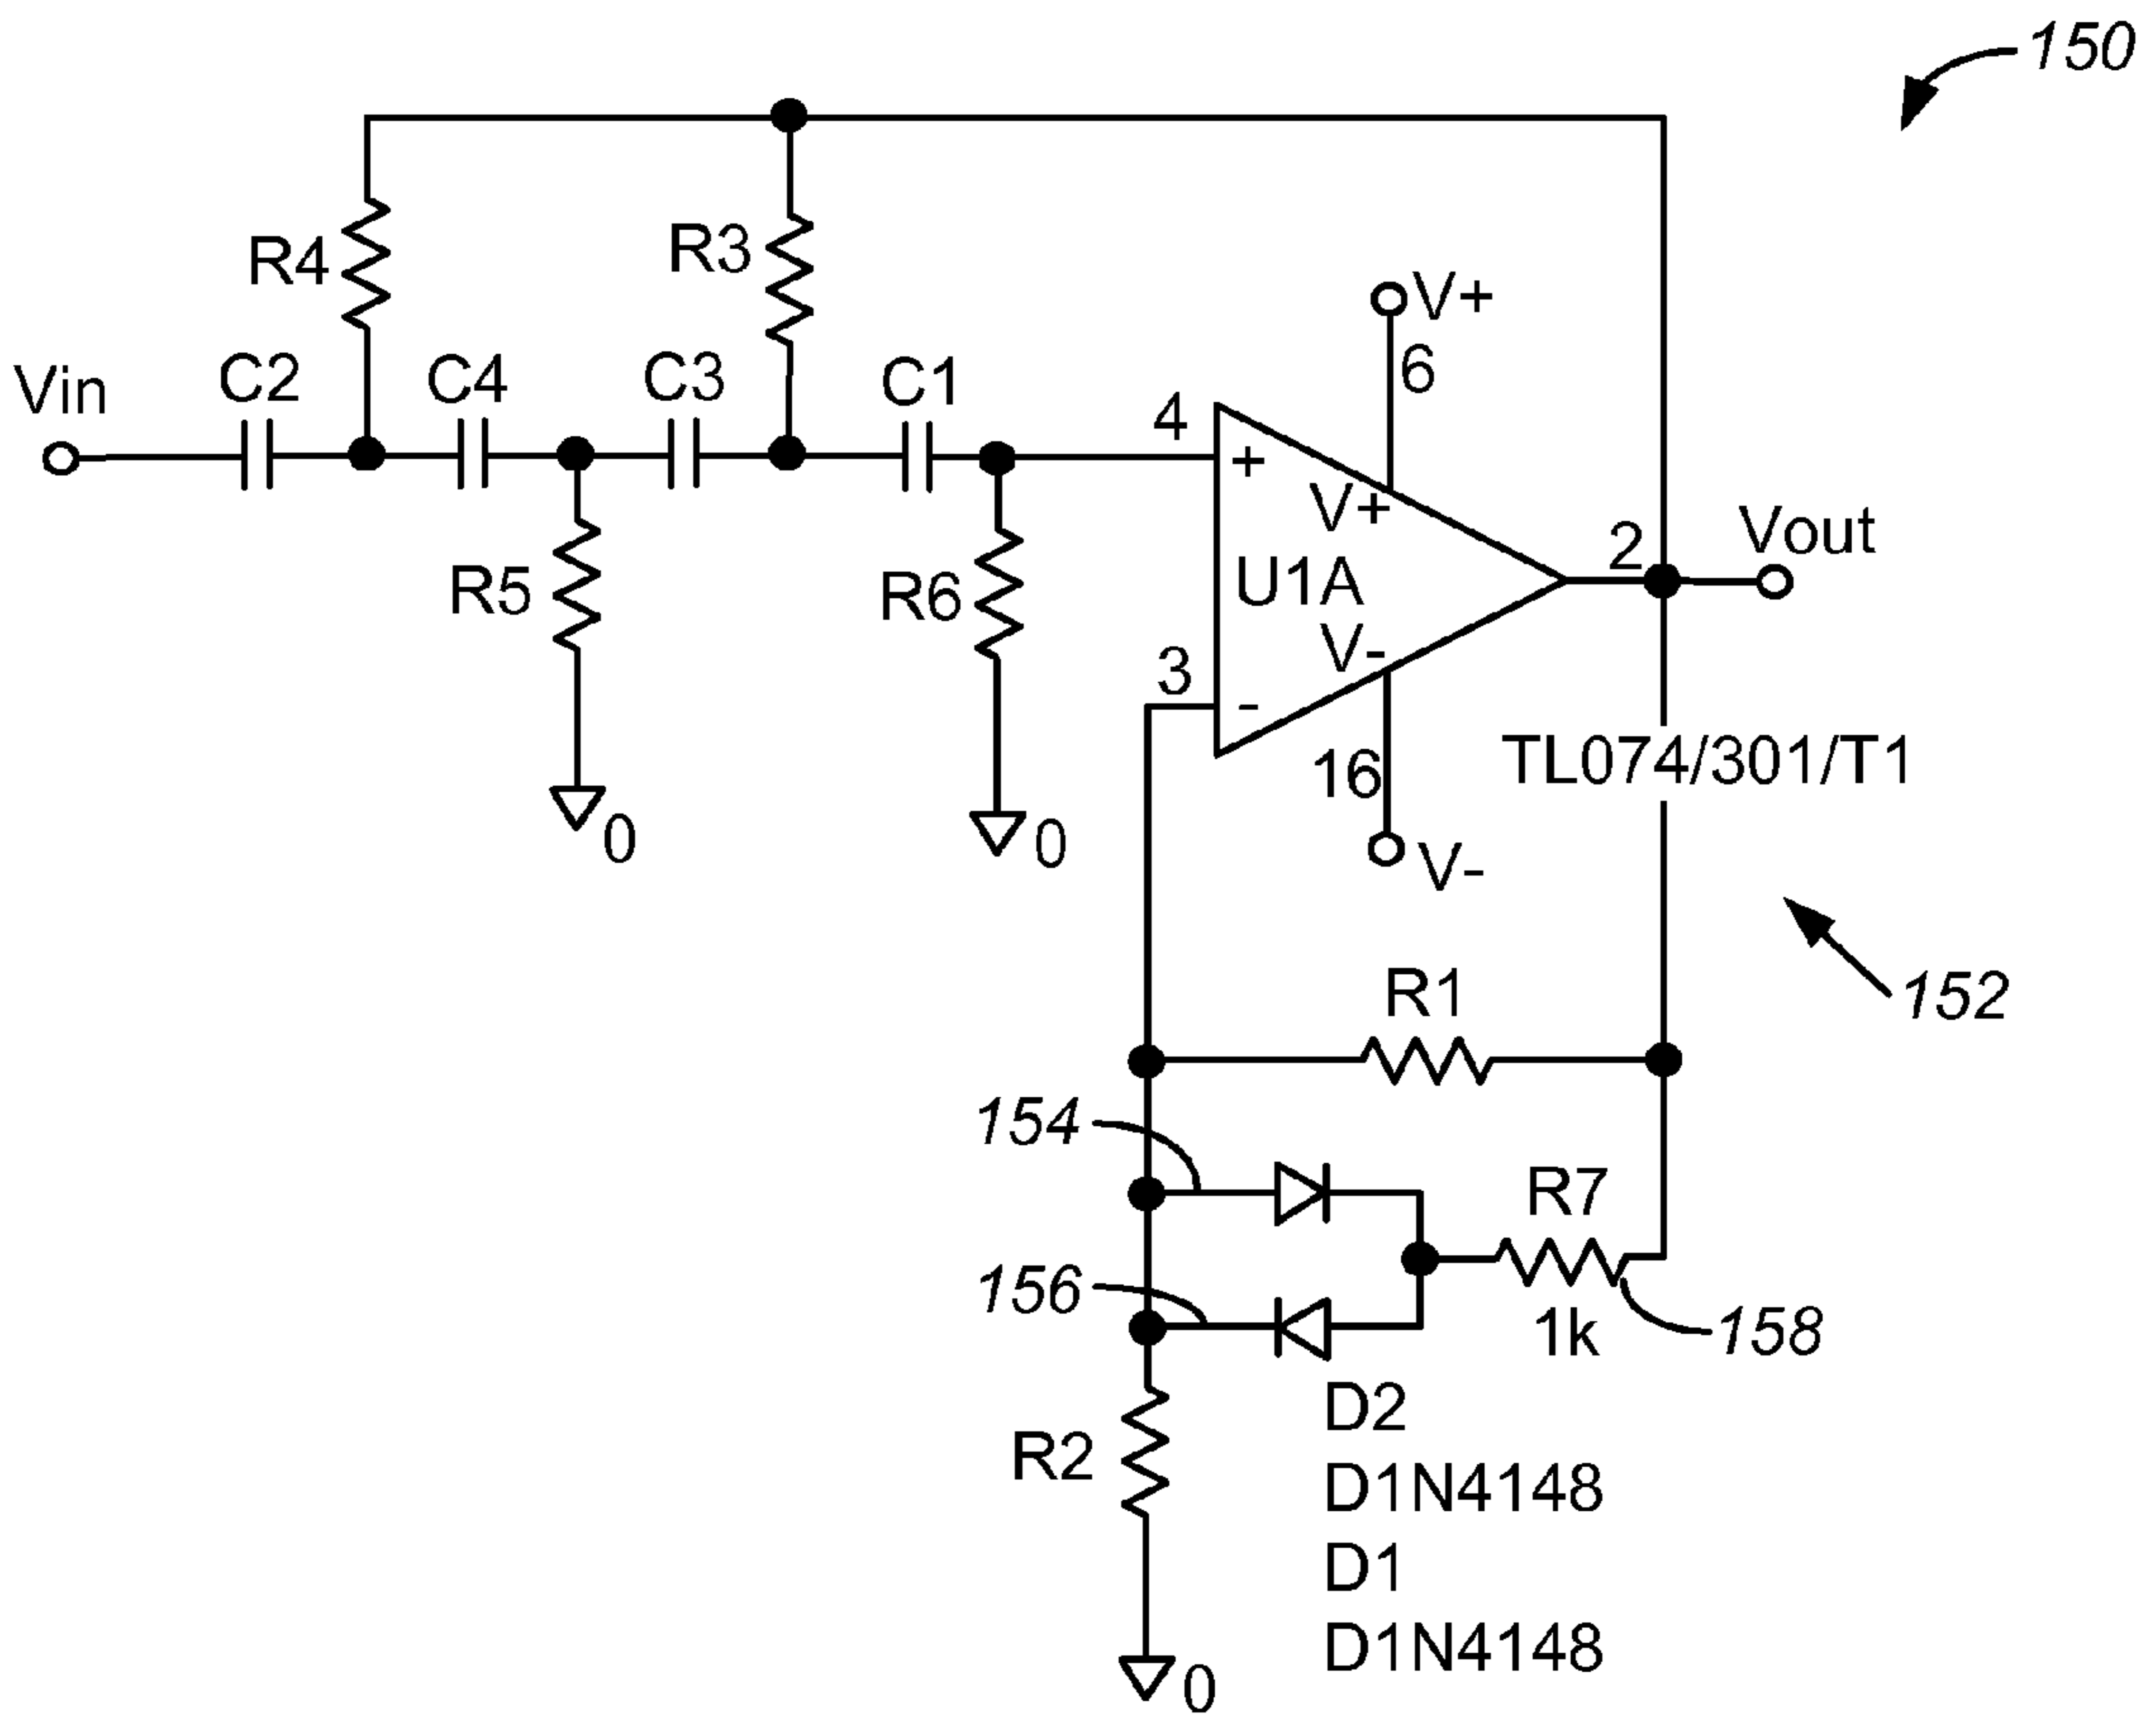 150
R4
R3
V+
6
Vin
C2
C4
C3
C1
4
+
V+
2
Vout
U1A
R5
R6
V-
3
-
16
TL074/301/T1
0
0
V-
R1
152
154
R7
156
1k
158
D2
R2
D1N4148
D1
D1N4148
0